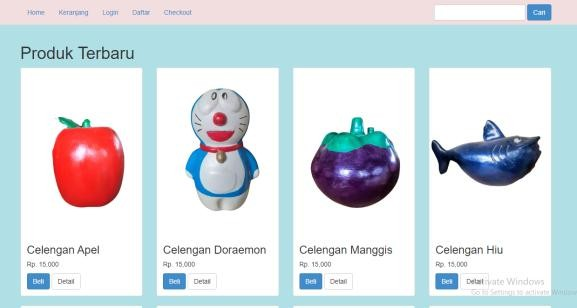 Home Keranjang Login Daftar Checkout Cari
Produk Terbaru
Celengan Apel Celengan Doraemon Celengan Manggis Celengan Hiu
Rp. 15,000 Rp. 15,000 Rp. 15,000 Rp. 15,000
Beli Detail Beli Detail Beli Detail Beli Detail
Activate Windows
Go to Settings to activate Windows